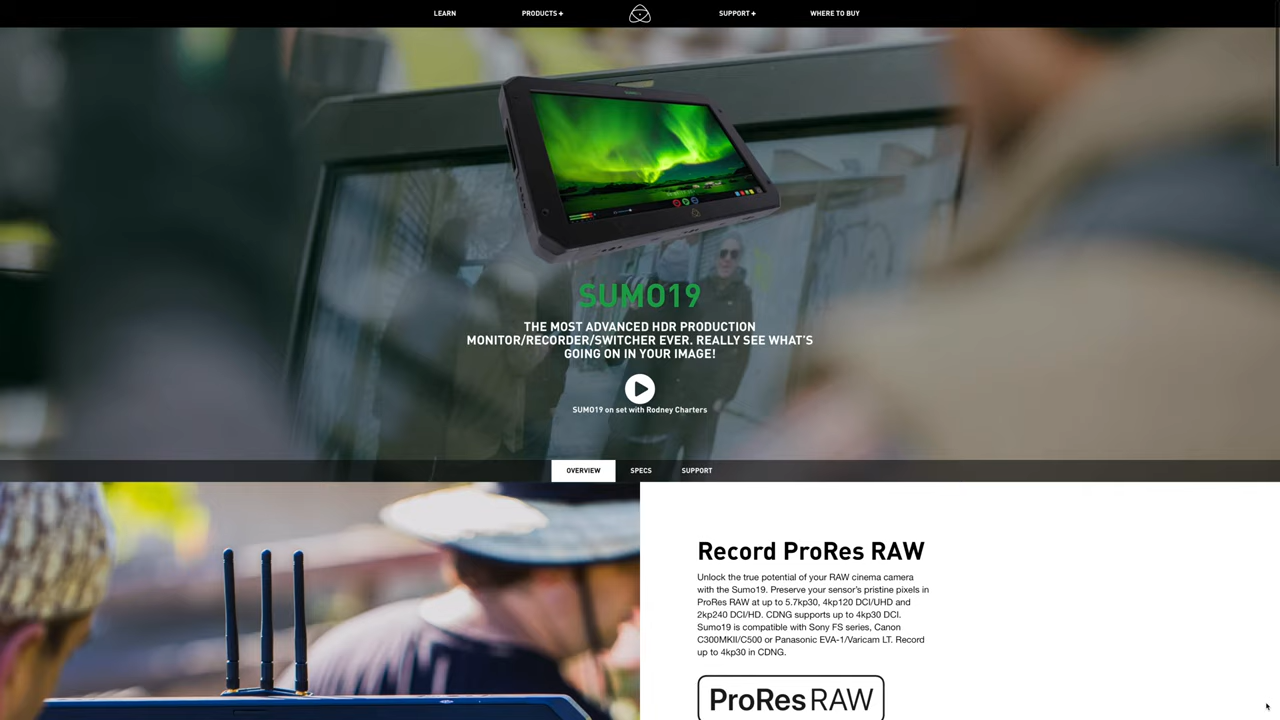 LEARN
PRODUCTS +
SUPPORT +
WHERE TO BUY
SUMO19
THE MOST ADVANCED HDR PRODUCTION
MONITOR/RECORDER/SWITCHER EVER. REALLY SEE WHAT'S
GOING ON IN YOUR IMAGE!
SUMO19 on set with Rodney Charters
OVERVIEW
SPECS
SUPPORT
Record ProRes RAW
Unlock the true potential of your RAW cinema camera
with the Sumo19. Preserve your sensor's pristine pixels in
ProRes RAW at up to 5.7kp30, 4kp120 DCI/UHD and
2kp240 DCI/HD. CDNG supports up to 4kp30 DCI.
Sumo19 is compatible with Sony FS series, Canon
C300MKII/C500 or Panasonic EVA-1/Varicam LT. Record
up to 4kp30 in CDNG.
ProRes RAW